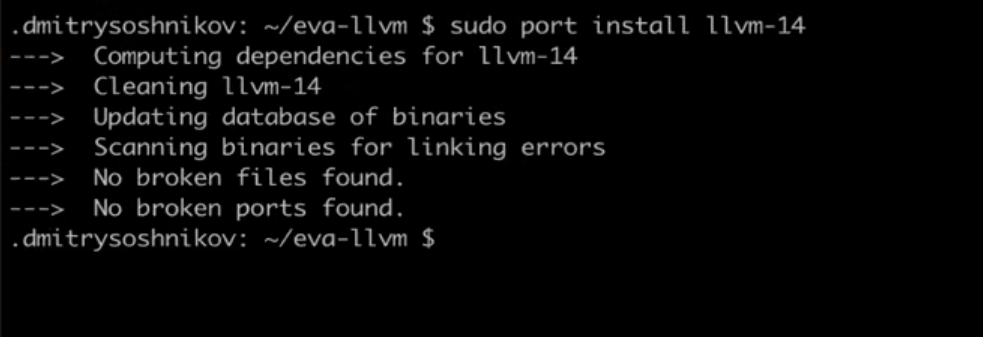 .dmitrysoshnikov: ~/eva-llvm $ sudo port install llvm-14
--->  Computing dependencies for llvm-14
--->  Cleaning llvm-14
--->  Updating database of binaries
--->  Scanning binaries for linking errors
--->  No broken files found.
--->  No broken ports found.
.dmitrysoshnikov: ~/eva-llvm $